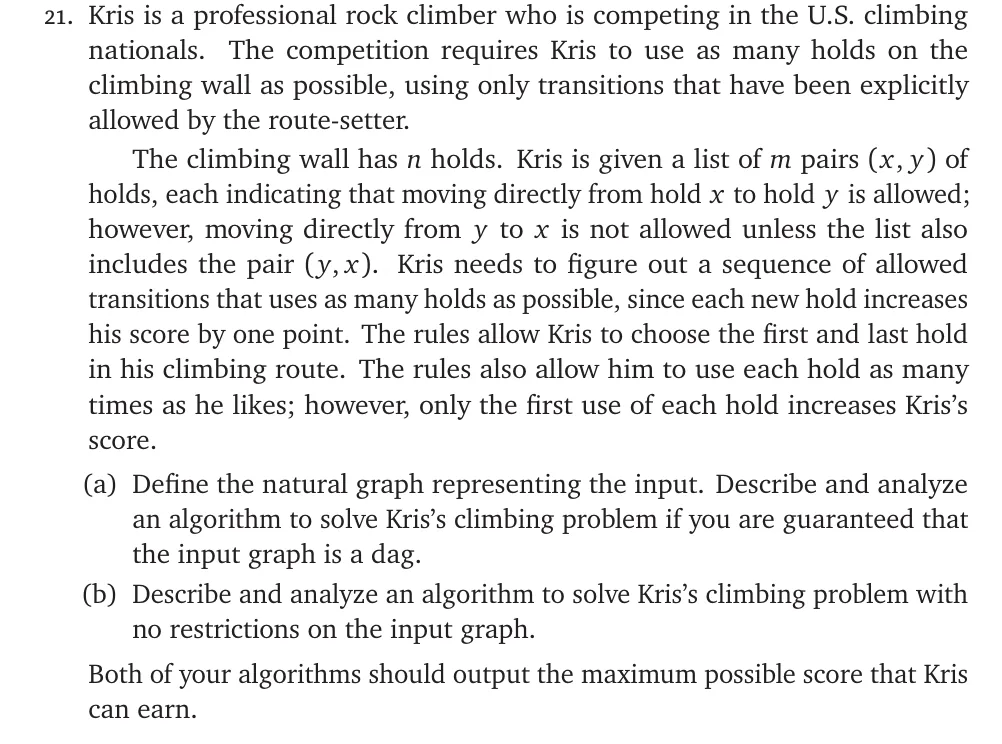 21. Kris is a professional rock climber who is competing in the U.S. climbing
nationals. The competition requires Kris to use as many holds on the
climbing wall as possible, using only transitions that have been explicitly
allowed by the route-setter.
The climbing wall has n holds. Kris is given a list of m pairs (x, y) of
holds, each indicating that moving directly from hold x to hold y is allowed;
however, moving directly from y to x is not allowed unless the list also
includes the pair (y, x). Kris needs to figure out a sequence of allowed
transitions that uses as many holds as possible, since each new hold increases
his score by one point. The rules allow Kris to choose the first and last hold
in his climbing route. The rules also allow him to use each hold as many
times as he likes; however, only the first use of each hold increases Kris’s
score.
(a) Define the natural graph representing the input. Describe and analyze
an algorithm to solve Kris’s climbing problem if you are guaranteed that
the input graph is a dag.
(b) Describe and analyze an algorithm to solve Kris’s climbing problem with
no restrictions on the input graph.
Both of your algorithms should output the maximum possible score that Kris
can earn.